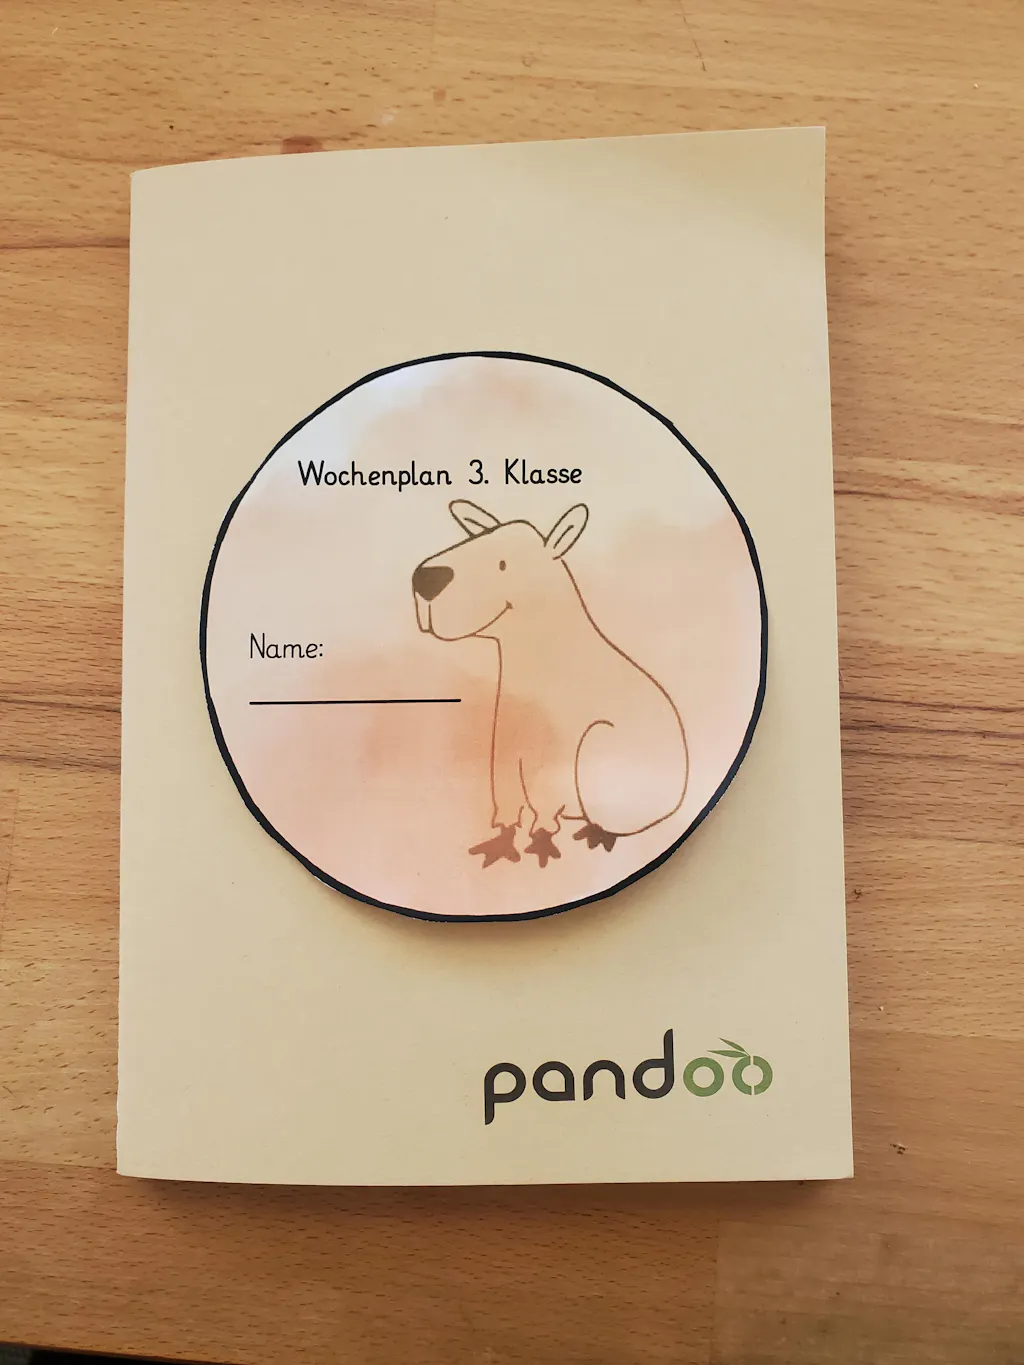 Wochenplan 3. Klasse
Name:
pandoo